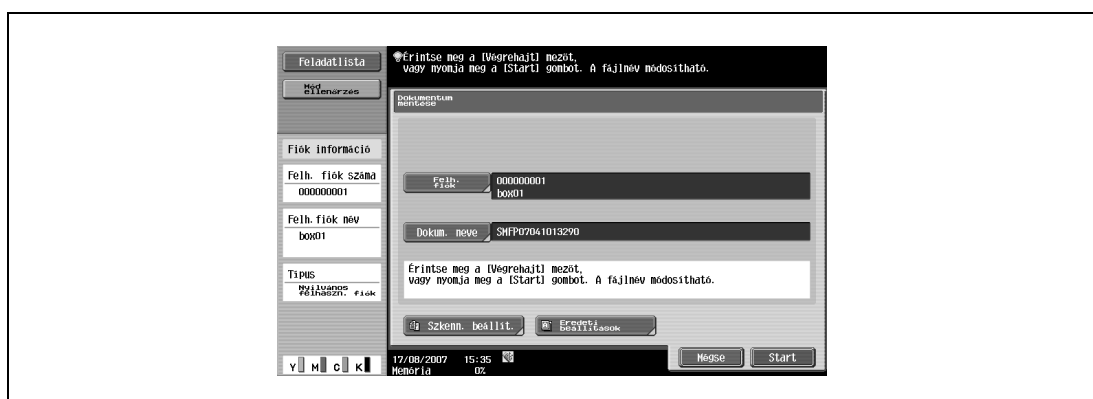 Feladatlista
Mód
ellenőrzés
Érintse meg a [Végrehajt] mezőt,
vagy nyomja meg a [Start] gombot. A fájlnév módosítható.
Dokumentum
mentése
Fiók információ
Felh. fiók száma
000000001
Felh. fiók név
box01
Típus
Nyilvános
felhaszn. fiók
Felh.
fiók
000000001
box01
Dokum. neve
SMFP07041013290
Érintse meg a [Végrehajt] mezőt,
vagy nyomja meg a [Start] gombot. A fájlnév módosítható.
Szkenn. beállít.
Eredeti
beállítások
Y M C K
17/08/2007 15:35
Memória 0%
Mégse
Start